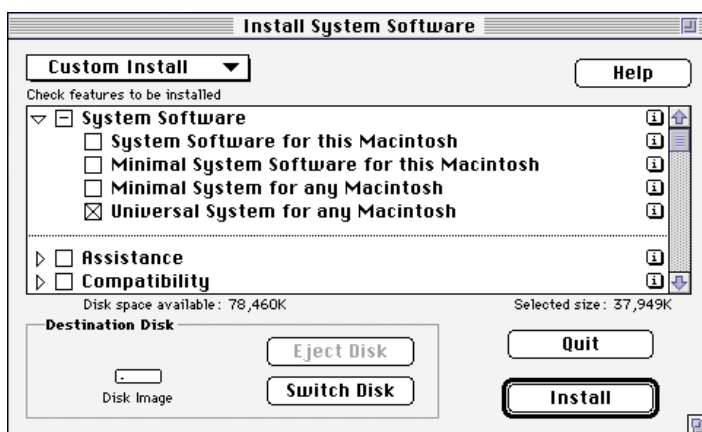 Install System Software
Custom Install
Help
Check features to be installed
System Software
System Software for this Macintosh
Minimal System Software for this Macintosh
Minimal System for any Macintosh
Universal System for any Macintosh
Assistance
Compatibility
Disk space available: 78,460K Selected size: 37,949K
Destination Disk
Eject Disk
Quit
Disk Image
Switch Disk
Install